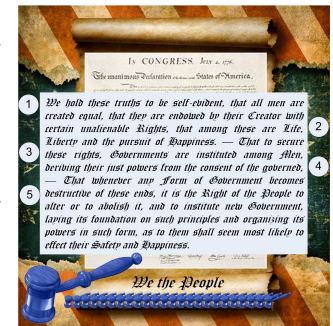 IN CONGRESS, JULY 4, 1776.
The unanimous Declaration of the thirteen united States of America,
1
We hold these truths to be self-evident, that all men are
created equal, that they are endowed by their Creator with
certain unalienable Rights, that among these are Life,
2
Liberty and the pursuit of Happiness. — That to secure
3
these rights, Governments are instituted among Men,
4
deriving their just powers from the consent of the governed,
— That whenever any Form of Government becomes
5
destructive of these ends, it is the Right of the People to
alter or to abolish it, and to institute new Government,
laying its foundation on such principles and organizing its
powers in such form, as to them shall seem most likely to
effect their Safety and Happiness.
We the People